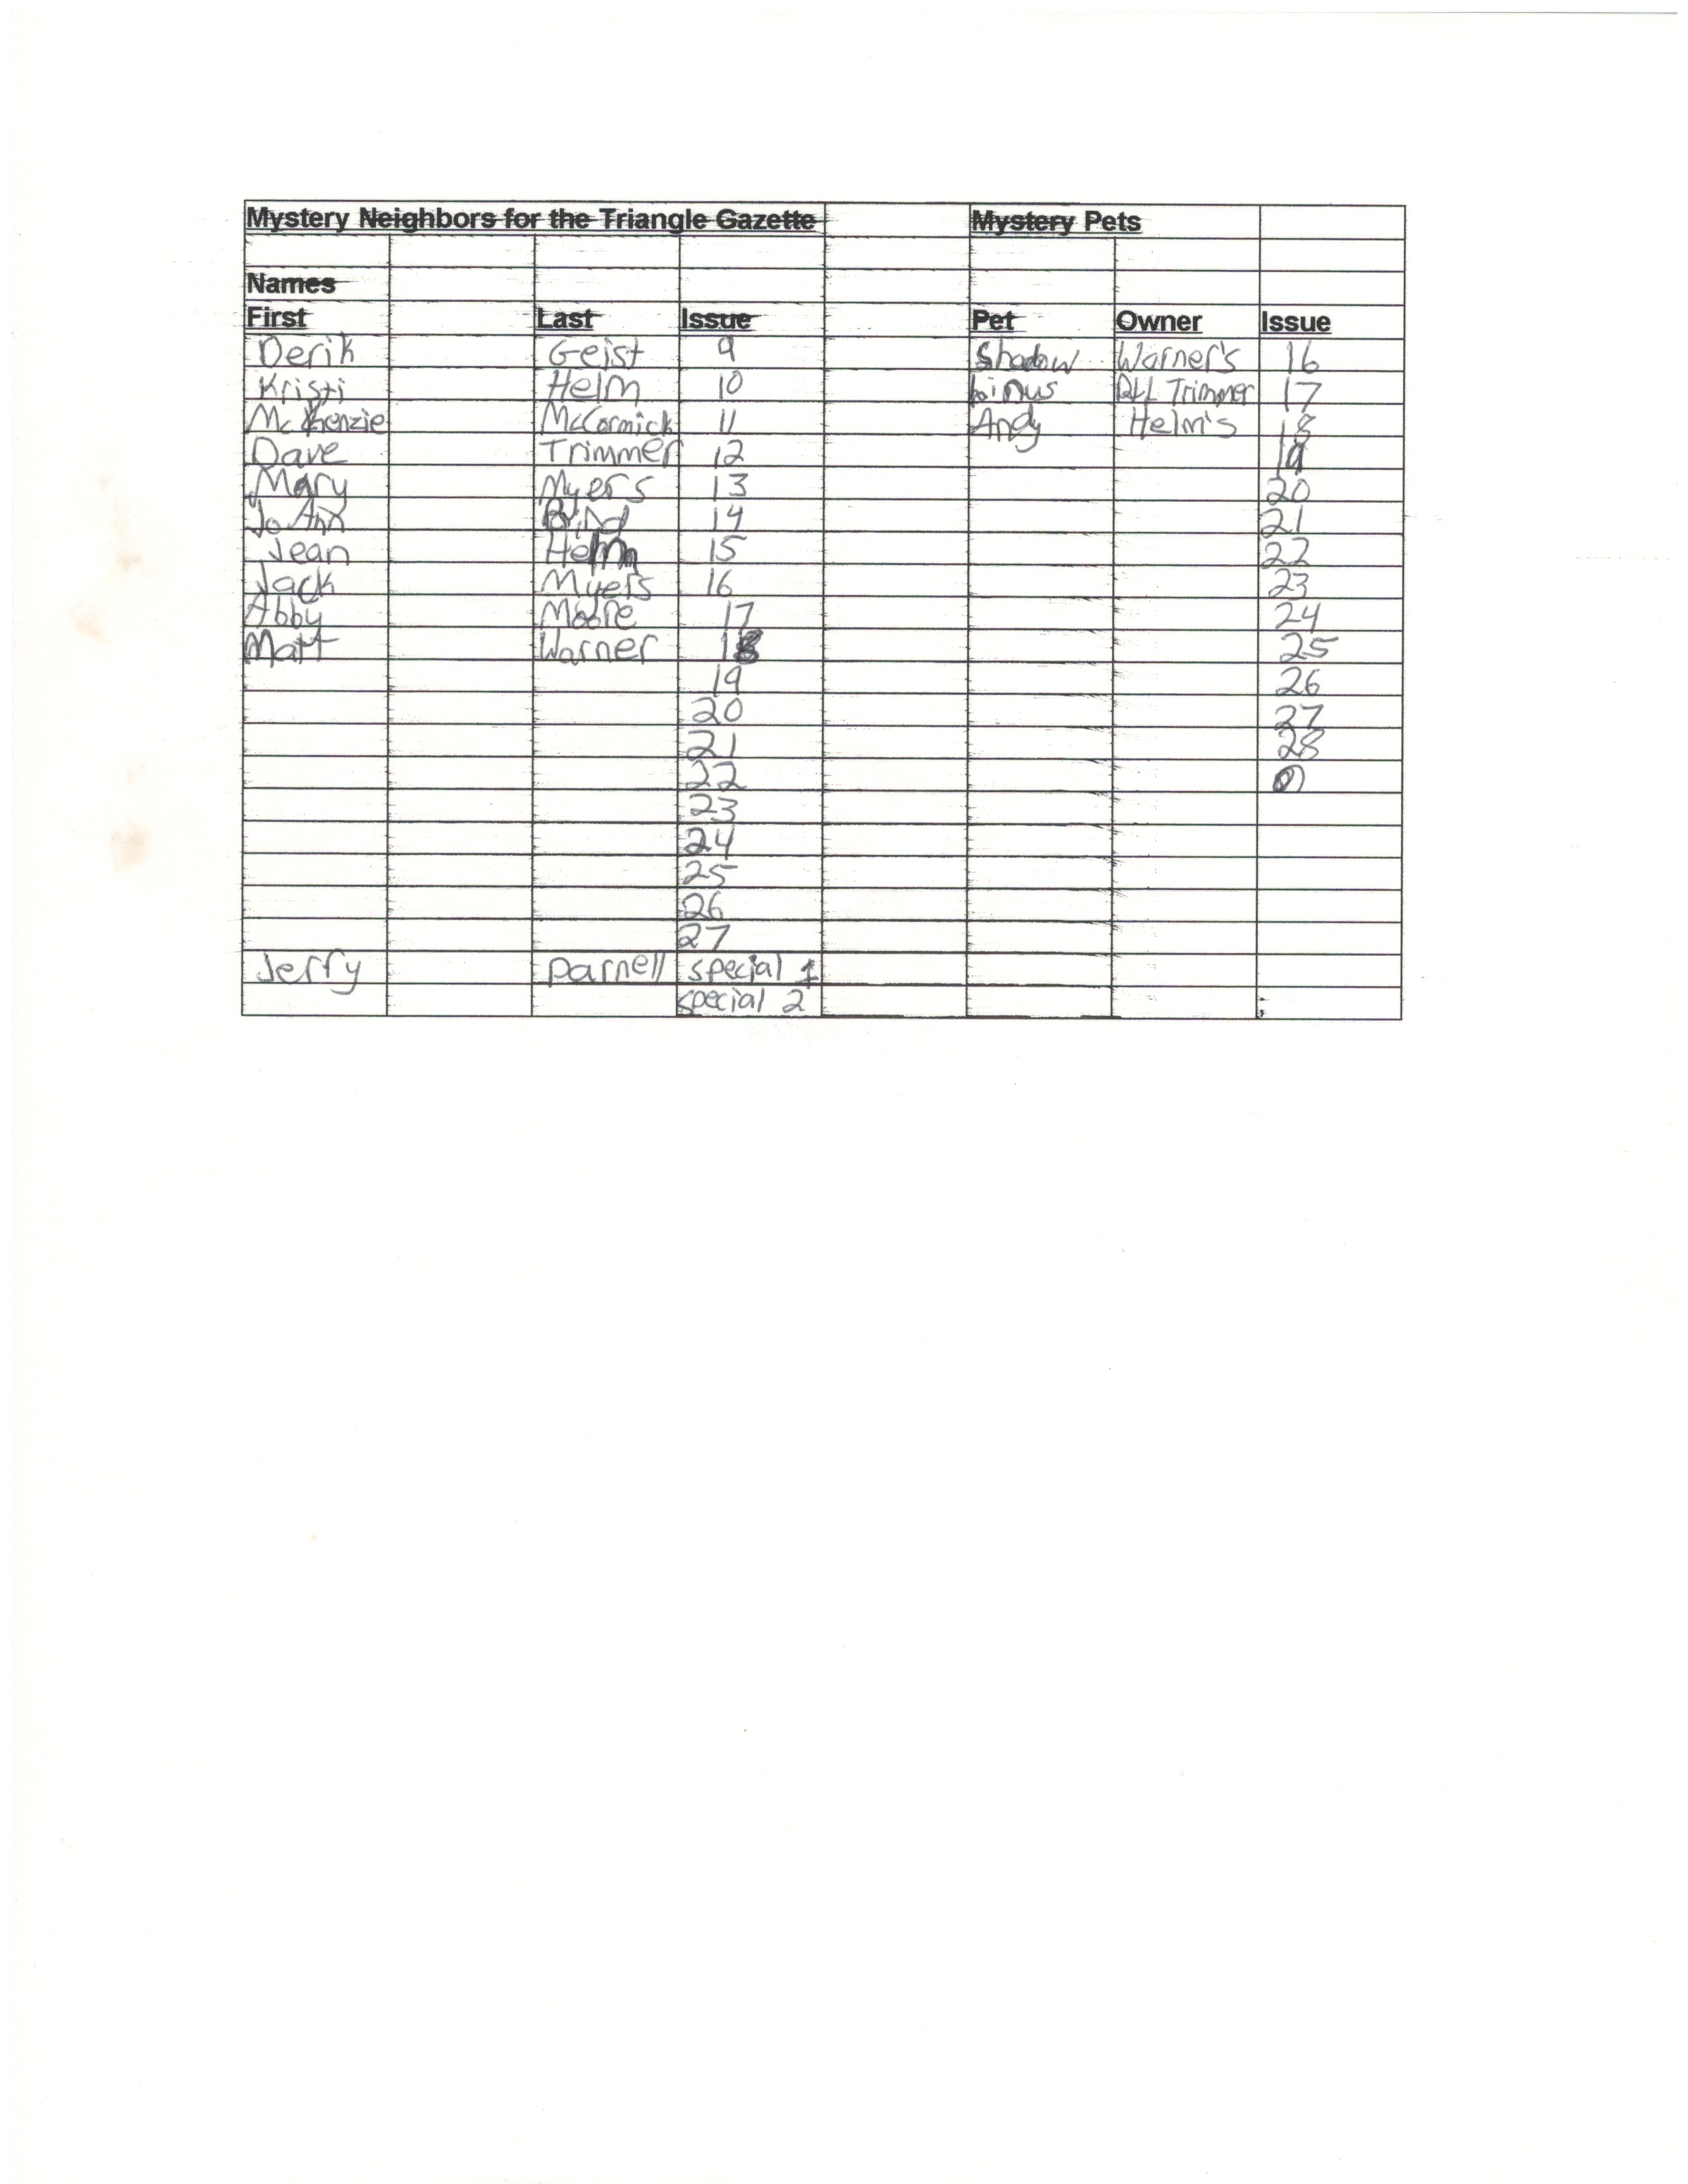 Mystery Neighbors for the Triangle Gazette Mystery Pets
Names
First Last Issue Pet Owner Issue
Derik Geist 9 Shadow Warner's 16
Kristi Helm 10 Linus Trimmer 17
McKenzie McCormick 11 Andy Helm's 18
Dave Trimmer 12 19
Mary Myers 13 20
Jo Ann 14 21
Jean Helm 15 22
Jack Myers 16 23
Abby Moore 17 24
Matt Warner 18 25
19 26
20 27
21 28
22
23
24
25
26
27
Jerry Parnell special 1
special 2